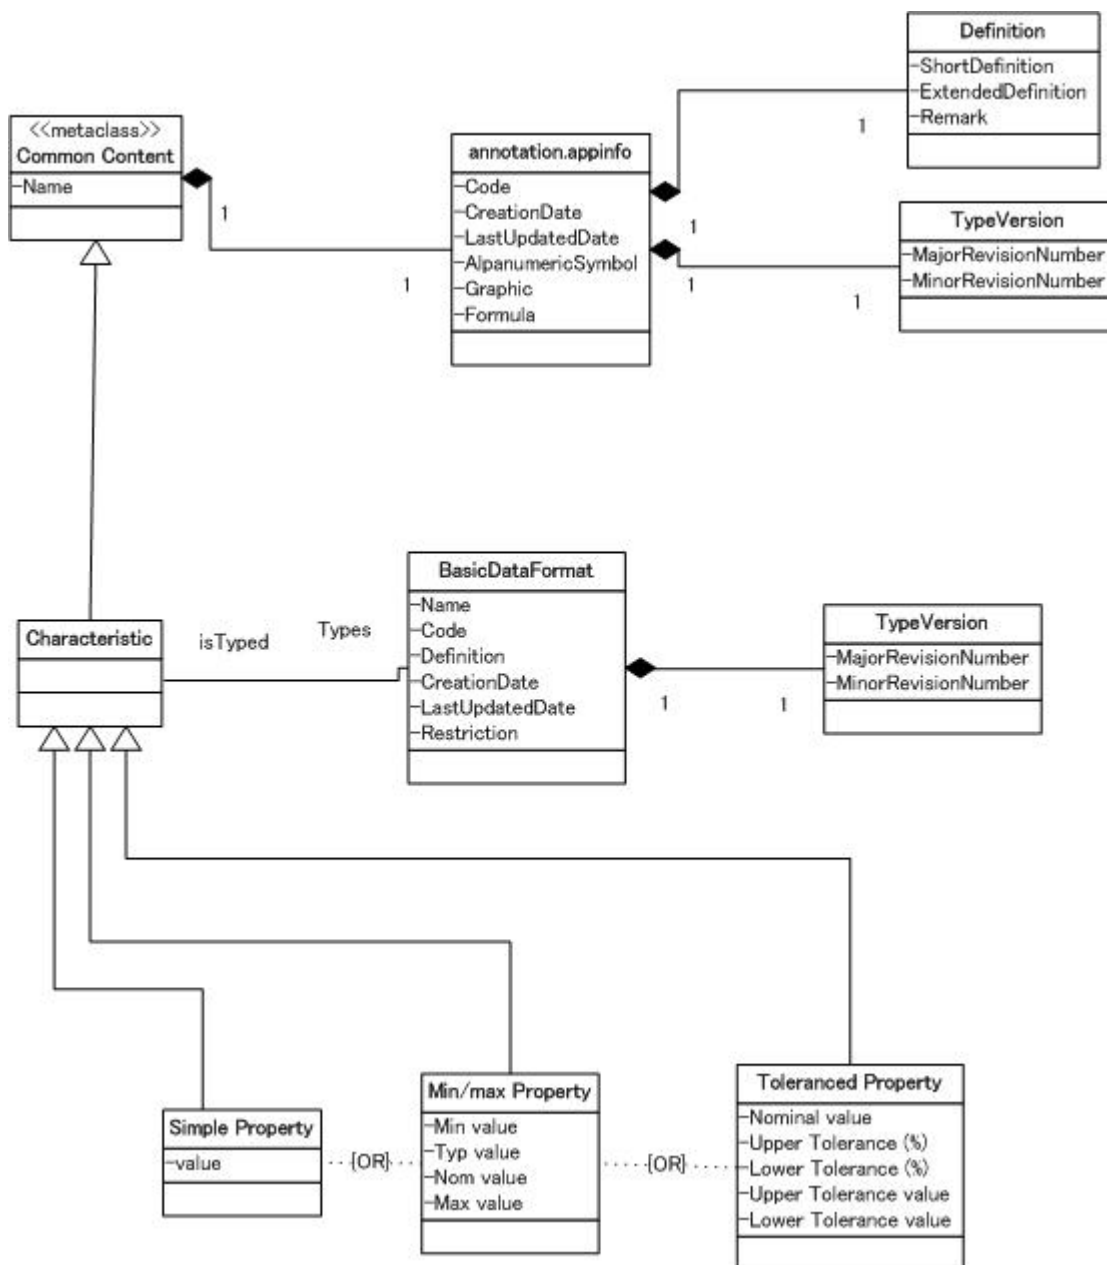 Definition
-ShortDefinition
-ExtendedDefinition
-Remark
<<metaclass>>
Common Content
-Name
annotation.appinfo
-Code
-CreationDate
-LastUpdatedDate
-AlpanumericSymbol
-Graphic
-Formula
TypeVersion
-MajorRevisionNumber
-MinorRevisionNumber
1
1
1
1
1
1
BasicDataFormat
-Name
-Code
-Definition
-CreationDate
-LastUpdatedDate
-Restriction
Characteristic
isTyped
Types
TypeVersion
-MajorRevisionNumber
-MinorRevisionNumber
1
1
Simple Property
-value
{OR}
Min/max Property
-Min value
-Typ value
-Nom value
-Max value
{OR}
Toleranced Property
-Nominal value
-Upper Tolerance (%)
-Lower Tolerance (%)
-Upper Tolerance value
-Lower Tolerance value